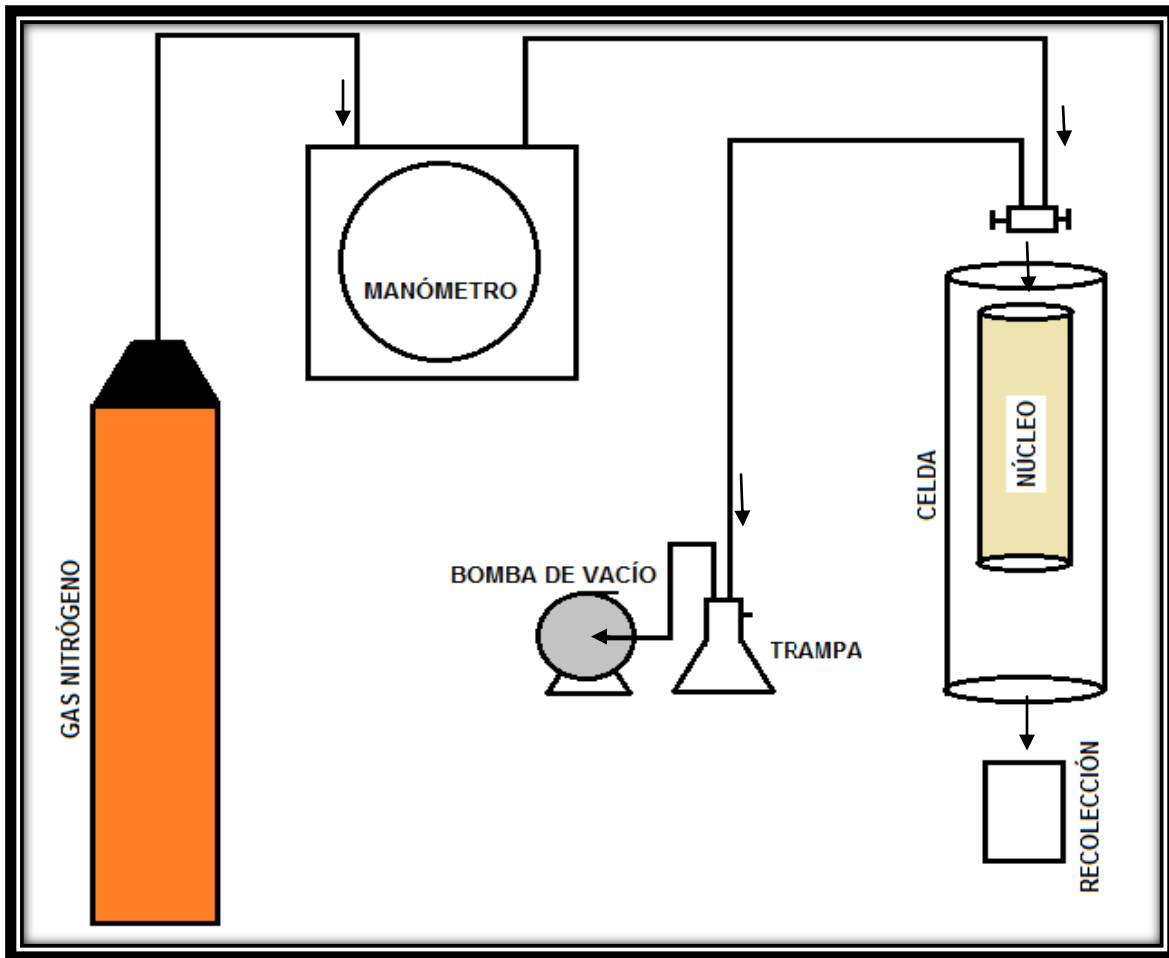 MANÓMETRO
GAS NITRÓGENO
BOMBA DE VACÍO
TRAMPA
CELDA
NÚCLEO
RECOLECCIÓN